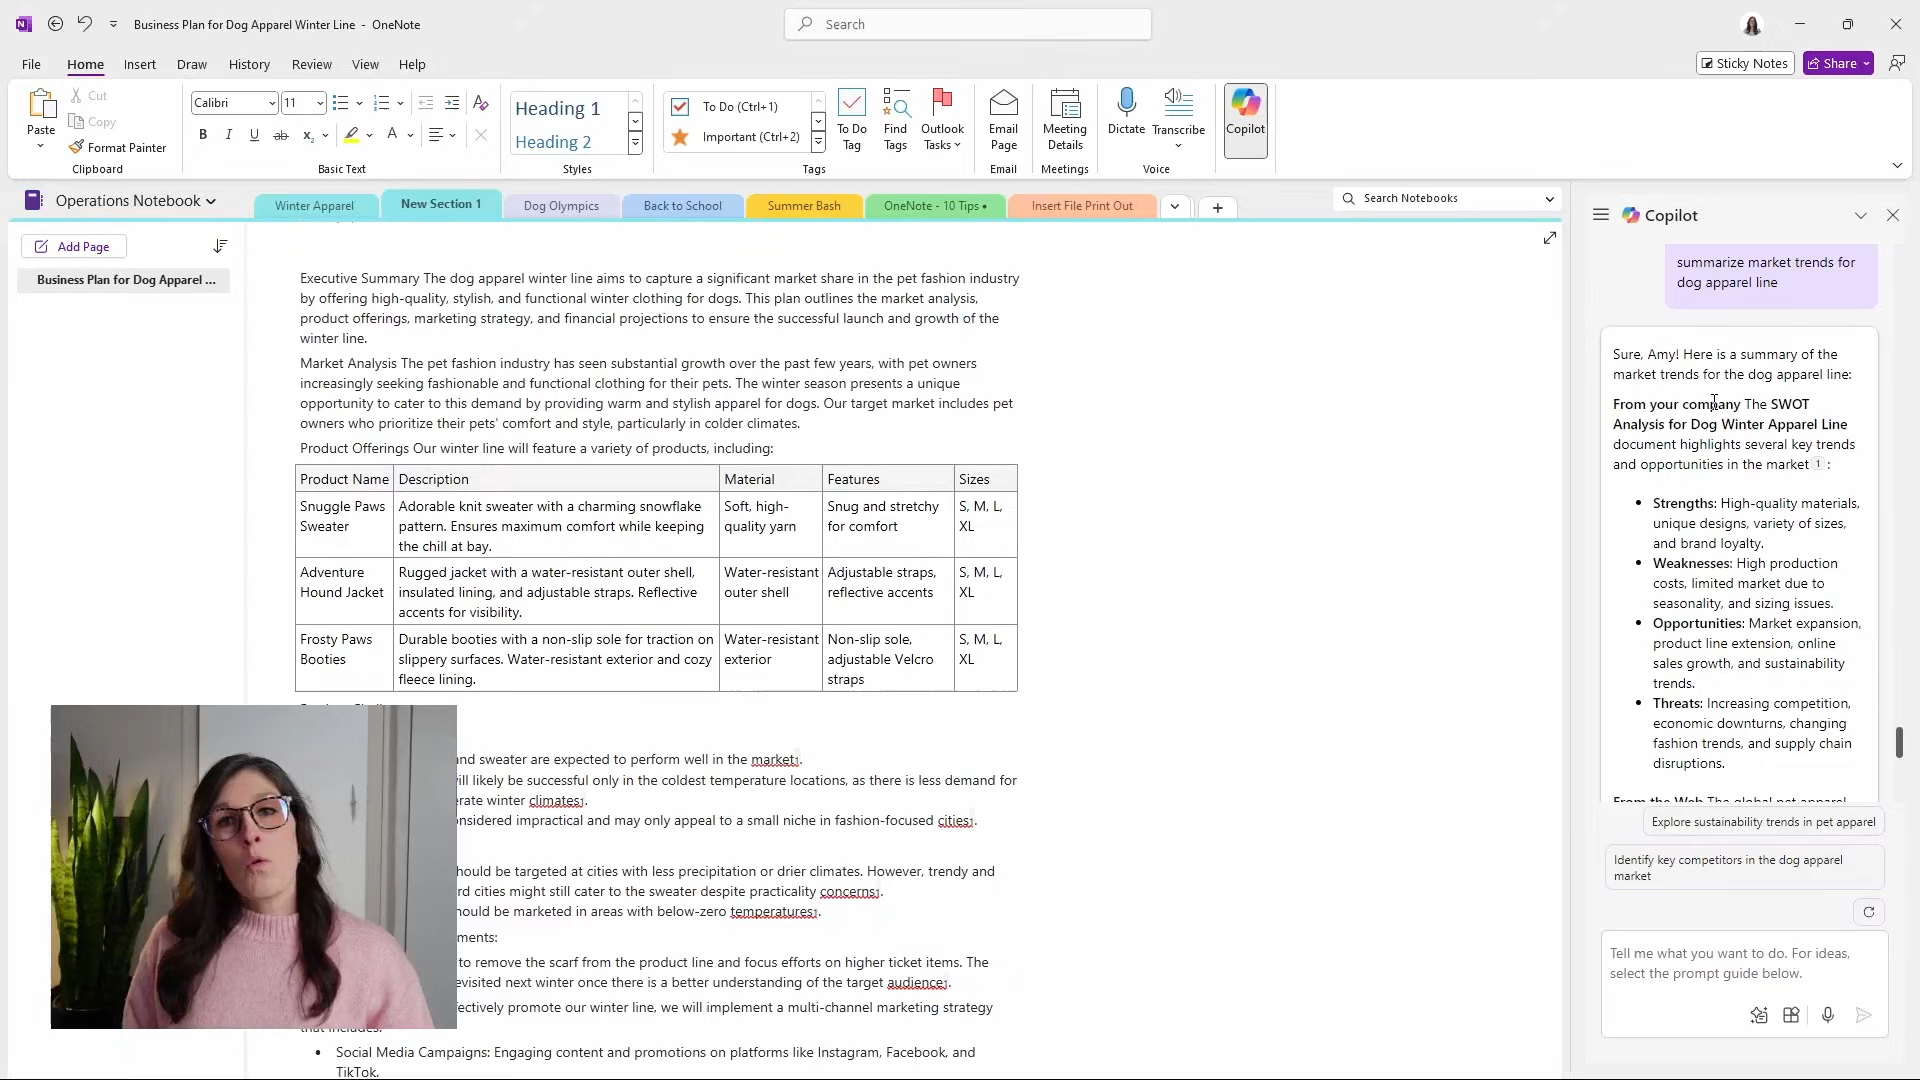 Business Plan for Dog Apparel Winter Line - OneNote
Search
File Home Insert Draw History Review View Help
Sticky Notes
Share
Paste
Cut
Copy
Format Painter
Clipboard
Calibri
11
Basic Text
Heading 1
Heading 2
Styles
To Do (Ctrl+1)
Important (Ctrl+2)
To Do
Tag
Find
Tags
Outlook
Tasks
Tags
Email
Page
Email
Meeting
Details
Meetings
Dictate
Transcribe
Voice
Copilot
Operations Notebook
Winter Apparel
New Section 1
Dog Olympics
Back to School
Summer Bash
OneNote - 10 Tips •
Insert File Print Out
Search Notebooks
Add Page
Business Plan for Dog Apparel ...
Executive Summary The dog apparel winter line aims to capture a significant market share in the pet fashion industry
by offering high-quality, stylish, and functional winter clothing for dogs. This plan outlines the market analysis,
product offerings, marketing strategy, and financial projections to ensure the successful launch and growth of the
winter line.
Market Analysis The pet fashion industry has seen substantial growth over the past few years, with pet owners
increasingly seeking fashionable and functional clothing for their pets. The winter season presents a unique
opportunity to cater to this demand by providing warm and stylish apparel for dogs. Our target market includes pet
owners who prioritize their pets' comfort and style, particularly in colder climates.
Product Offerings Our winter line will feature a variety of products, including:
Product Name Description Material Features Sizes
Snuggle Paws Adorable knit sweater with a charming snowflake Soft, high- Snug and stretchy S, M, L,
Sweater pattern. Ensures maximum comfort while keeping quality yarn for comfort XL
the chill at bay.
Adventure Rugged jacket with a water-resistant outer shell, Water-resistant Adjustable straps, S, M, L,
Hound Jacket insulated lining, and adjustable straps. Reflective outer shell reflective accents XL
accents for visibility.
Frosty Paws Durable booties with a non-slip sole for traction on Water-resistant Non-slip sole, S, M, L,
Booties slippery surfaces. Water-resistant exterior and cozy exterior adjustable Velcro XL
fleece lining. straps
and sweater are expected to perform well in the market1.
ill likely be successful only in the coldest temperature locations, as there is less demand for
erate winter climates1.
onsidered impractical and may only appeal to a small niche in fashion-focused cities1.
hould be targeted at cities with less precipitation or drier climates. However, trendy and
rd cities might still cater to the sweater despite practicality concerns1.
hould be marketed in areas with below-zero temperatures1.
ments:
to remove the scarf from the product line and focus efforts on higher ticket items. The
evisited next winter once there is a better understanding of the target audience1.
fectively promote our winter line, we will implement a multi-channel marketing strategy
that includes:
• Social Media Campaigns: Engaging content and promotions on platforms like Instagram, Facebook, and
TikTok.
Copilot
summarize market trends for
dog apparel line
Sure, Amy! Here is a summary of the
market trends for the dog apparel line:
From your company The SWOT
Analysis for Dog Winter Apparel Line
document highlights several key trends
and opportunities in the market 1 :
• Strengths: High-quality materials,
unique designs, variety of sizes,
and brand loyalty.
• Weaknesses: High production
costs, limited market due to
seasonality, and sizing issues.
• Opportunities: Market expansion,
product line extension, online
sales growth, and sustainability
trends.
• Threats: Increasing competition,
economic downturns, changing
fashion trends, and supply chain
disruptions.
From the Web The global pet apparel
Explore sustainability trends in pet apparel
Identify key competitors in the dog apparel
market
Tell me what you want to do. For ideas,
select the prompt guide below.